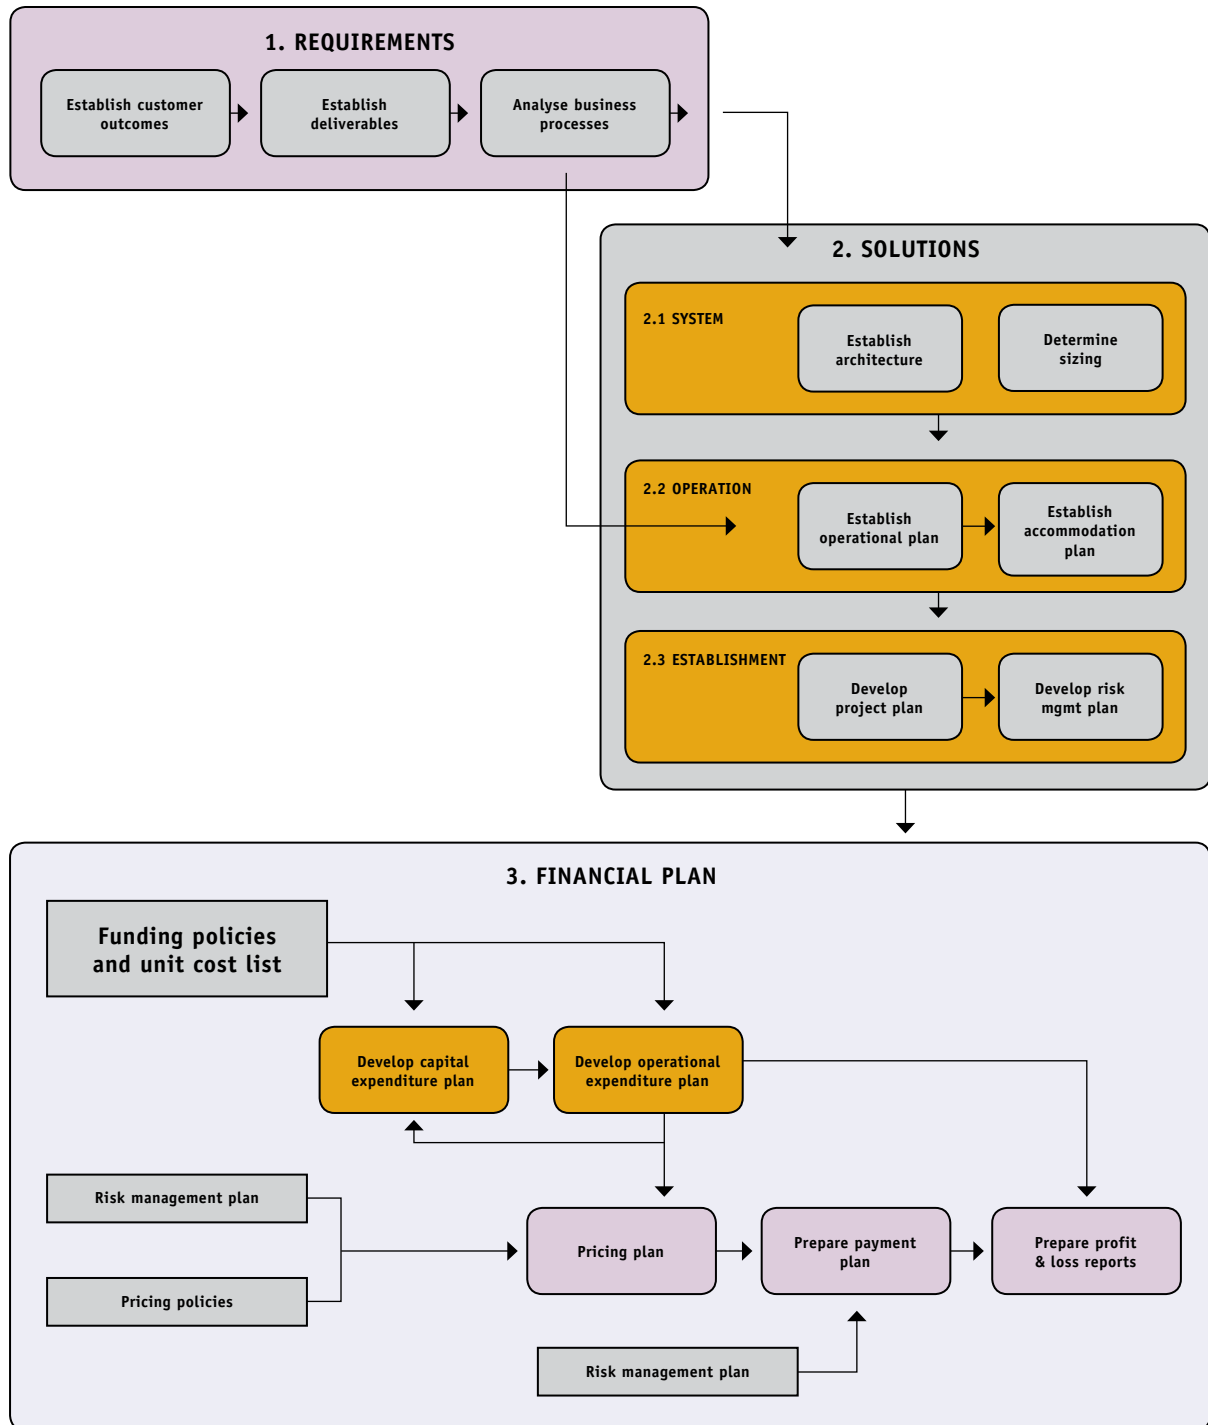 1. REQUIREMENTS
Establish customer
outcomes
Establish
deliverables
Analyse business
processes
2. SOLUTIONS
2.1 SYSTEM
Establish
architecture
Determine
sizing
2.2 OPERATION
Establish
operational plan
Establish
accommodation
plan
2.3 ESTABLISHMENT
Develop
project plan
Develop risk
mgmt plan
3. FINANCIAL PLAN
Funding policies
and unit cost list
Develop capital
expenditure plan
Develop operational
expenditure plan
Risk management plan
Pricing policies
Pricing plan
Prepare payment
plan
Prepare profit
& loss reports
Risk management plan